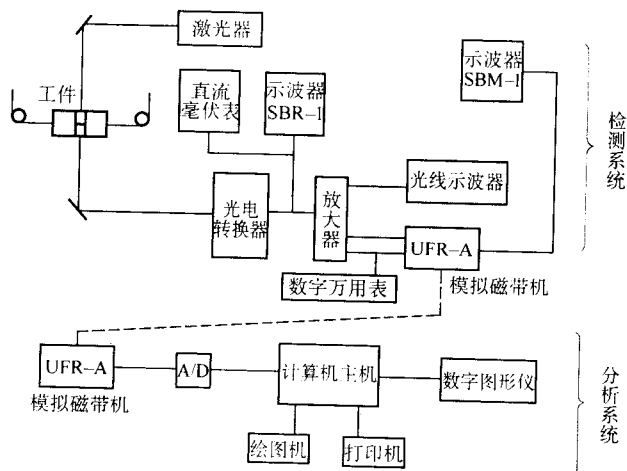 激光器
示波器
SBM-I
工件
直流
毫伏表
示波器
SBR-I
检测系统
光线示波器
光电
转换器
放大器
UFR-A
数字万用表
模拟磁带机
UFR-A
A/D
计算机主机
数字图形仪
模拟磁带机
绘图机
打印机
分析系统